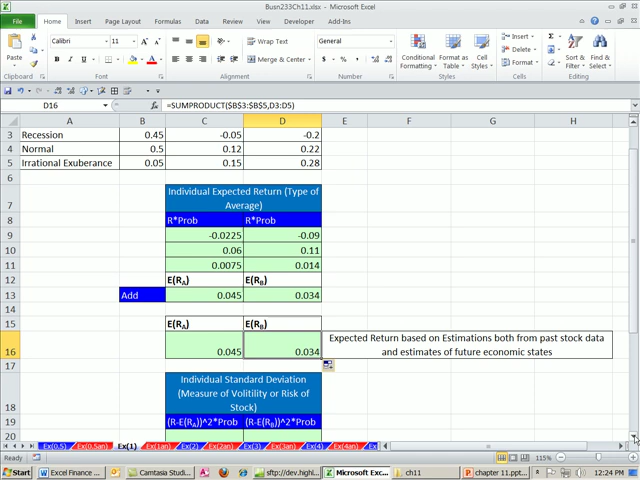 Busn233Ch11.xlsx - Microsoft Excel
File Home Insert Page Layout Formulas Data Review View Developer Add-Ins
Calibri 11 Wrap Text General Insert
Paste B I U Merge & Center $ % , Conditional Formatting Format as Table Cell Styles Delete Format Sort & Filter Find & Select
Clipboard Font Alignment Number Styles Cells Editing
D16 =SUMPRODUCT($B$3:$B$5,D3:D5)
A B C D E F G H
3 Recession 0.45 -0.05 -0.2
4 Normal 0.5 0.12 0.22
5 Irrational Exuberance 0.05 0.15 0.28
6
7 Individual Expected Return (Type of Average)
8 R*Prob R*Prob
9 -0.0225 -0.09
10 0.06 0.11
11 0.0075 0.014
12 E(RA) E(RB)
13 Add 0.045 0.034
14
15 E(RA) E(RB)
16 0.045 0.034 Expected Return based on Estimations both from past stock data and estimates of future economic states
17
18 Individual Standard Deviation (Measure of Volitility or Risk of Stock)
19 (R-E(RA))^2*Prob (R-E(RB))^2*Prob
20
Ex(0.5) Ex(0.5an) Ex(1) Ex(1an) Ex(2) Ex(2an) Ex(3) Ex(3an) Ex(4) Ex(4an) Ex
Ready 115%
Start Word Excel Finance ... Camtasia Studi... sftp://dev.highl... Microsoft Exc... ch11 chapter 11.ppt... 12:24 PM